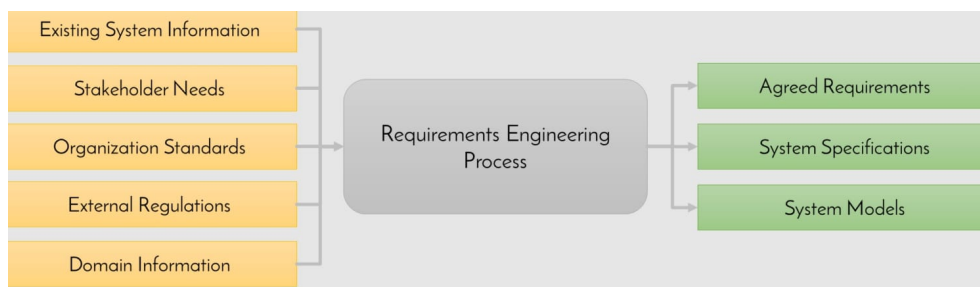 Existing System Information
Stakeholder Needs
Organization Standards
External Regulations
Domain Information
Requirements Engineering
Process
Agreed Requirements
System Specifications
System Models